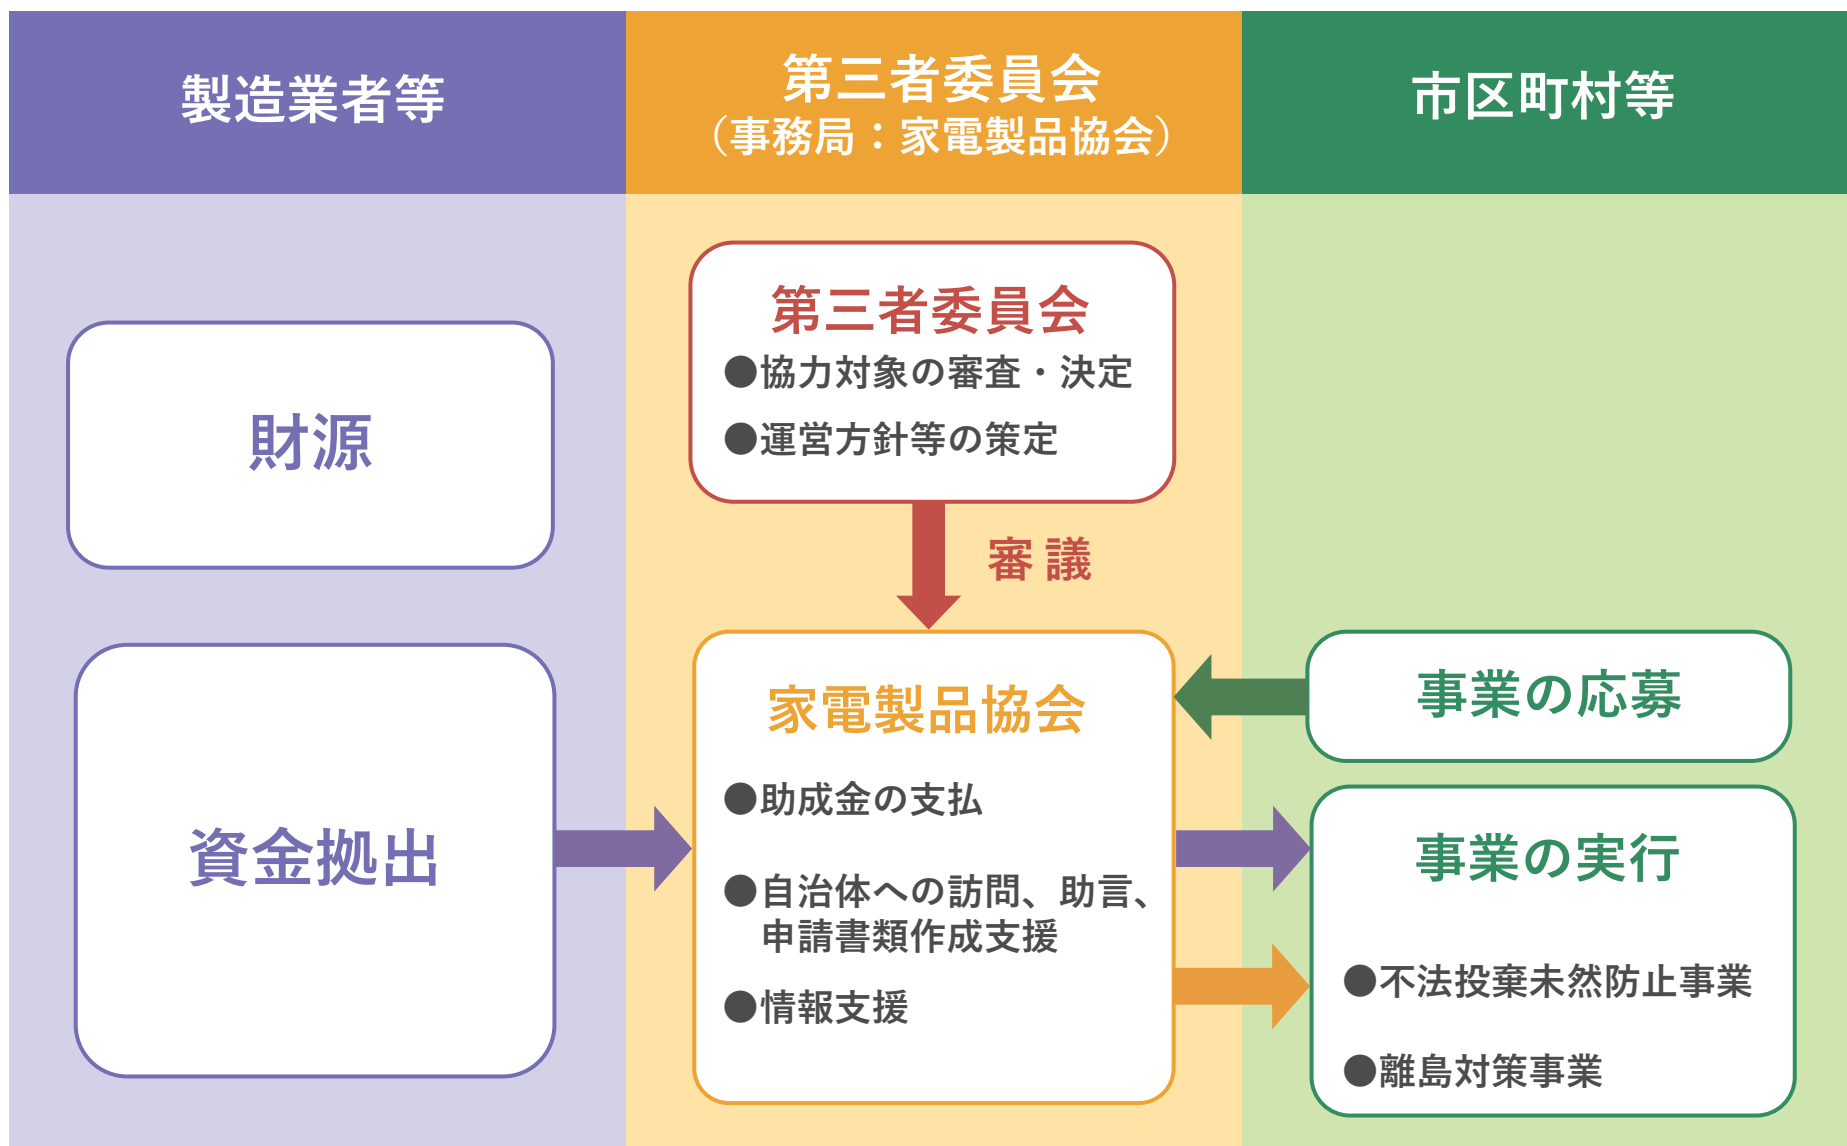 製造業者等
第三者委員会
（事務局：家電製品協会）
市区町村等
財源
資金拠出
第三者委員会
●協力対象の審査・決定
●運営方針等の策定
審議
家電製品協会
●助成金の支払
●自治体への訪問、助言、
申請書類作成支援
●情報支援
事業の応募
事業の実行
●不法投棄未然防止事業
●離島対策事業